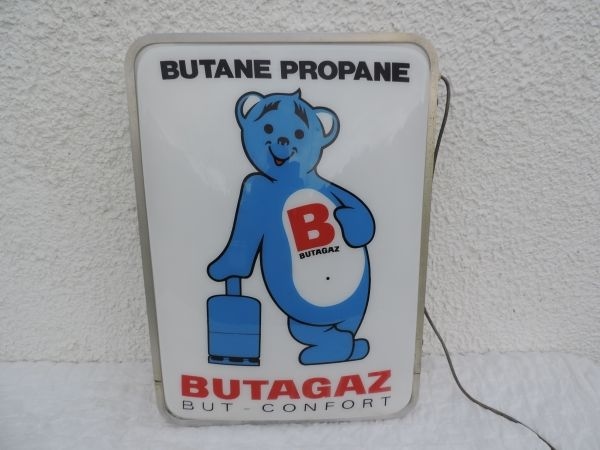 BUTANE PROPANE
B
BUTAGAZ
BUTAGAZ
BUT - CONFORT